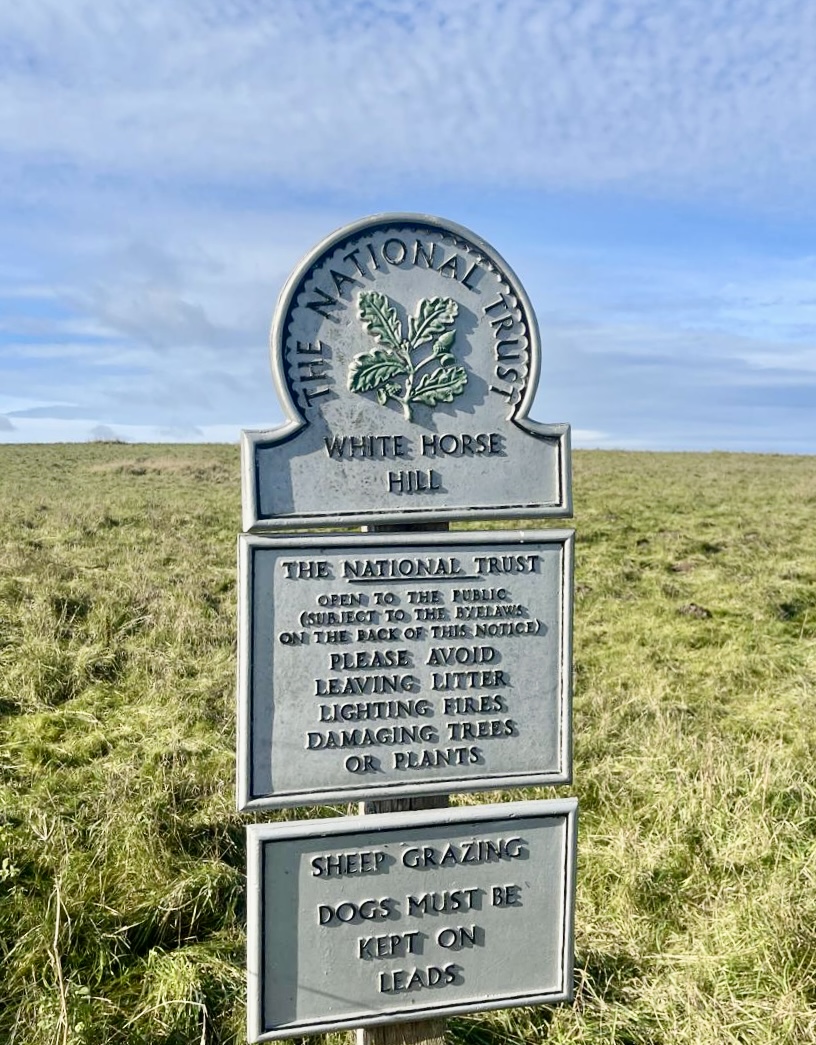 THE NATIONAL TRUST
WHITE HORSE
HILL
THE NATIONAL TRUST
OPEN TO THE PUBLIC
(SUBJECT TO THE BYELAWS
ON THE BACK OF THIS NOTICE)
PLEASE AVOID
LEAVING LITTER
LIGHTING FIRES
DAMAGING TREES
OR PLANTS
SHEEP GRAZING
DOGS MUST BE
KEPT ON
LEADS